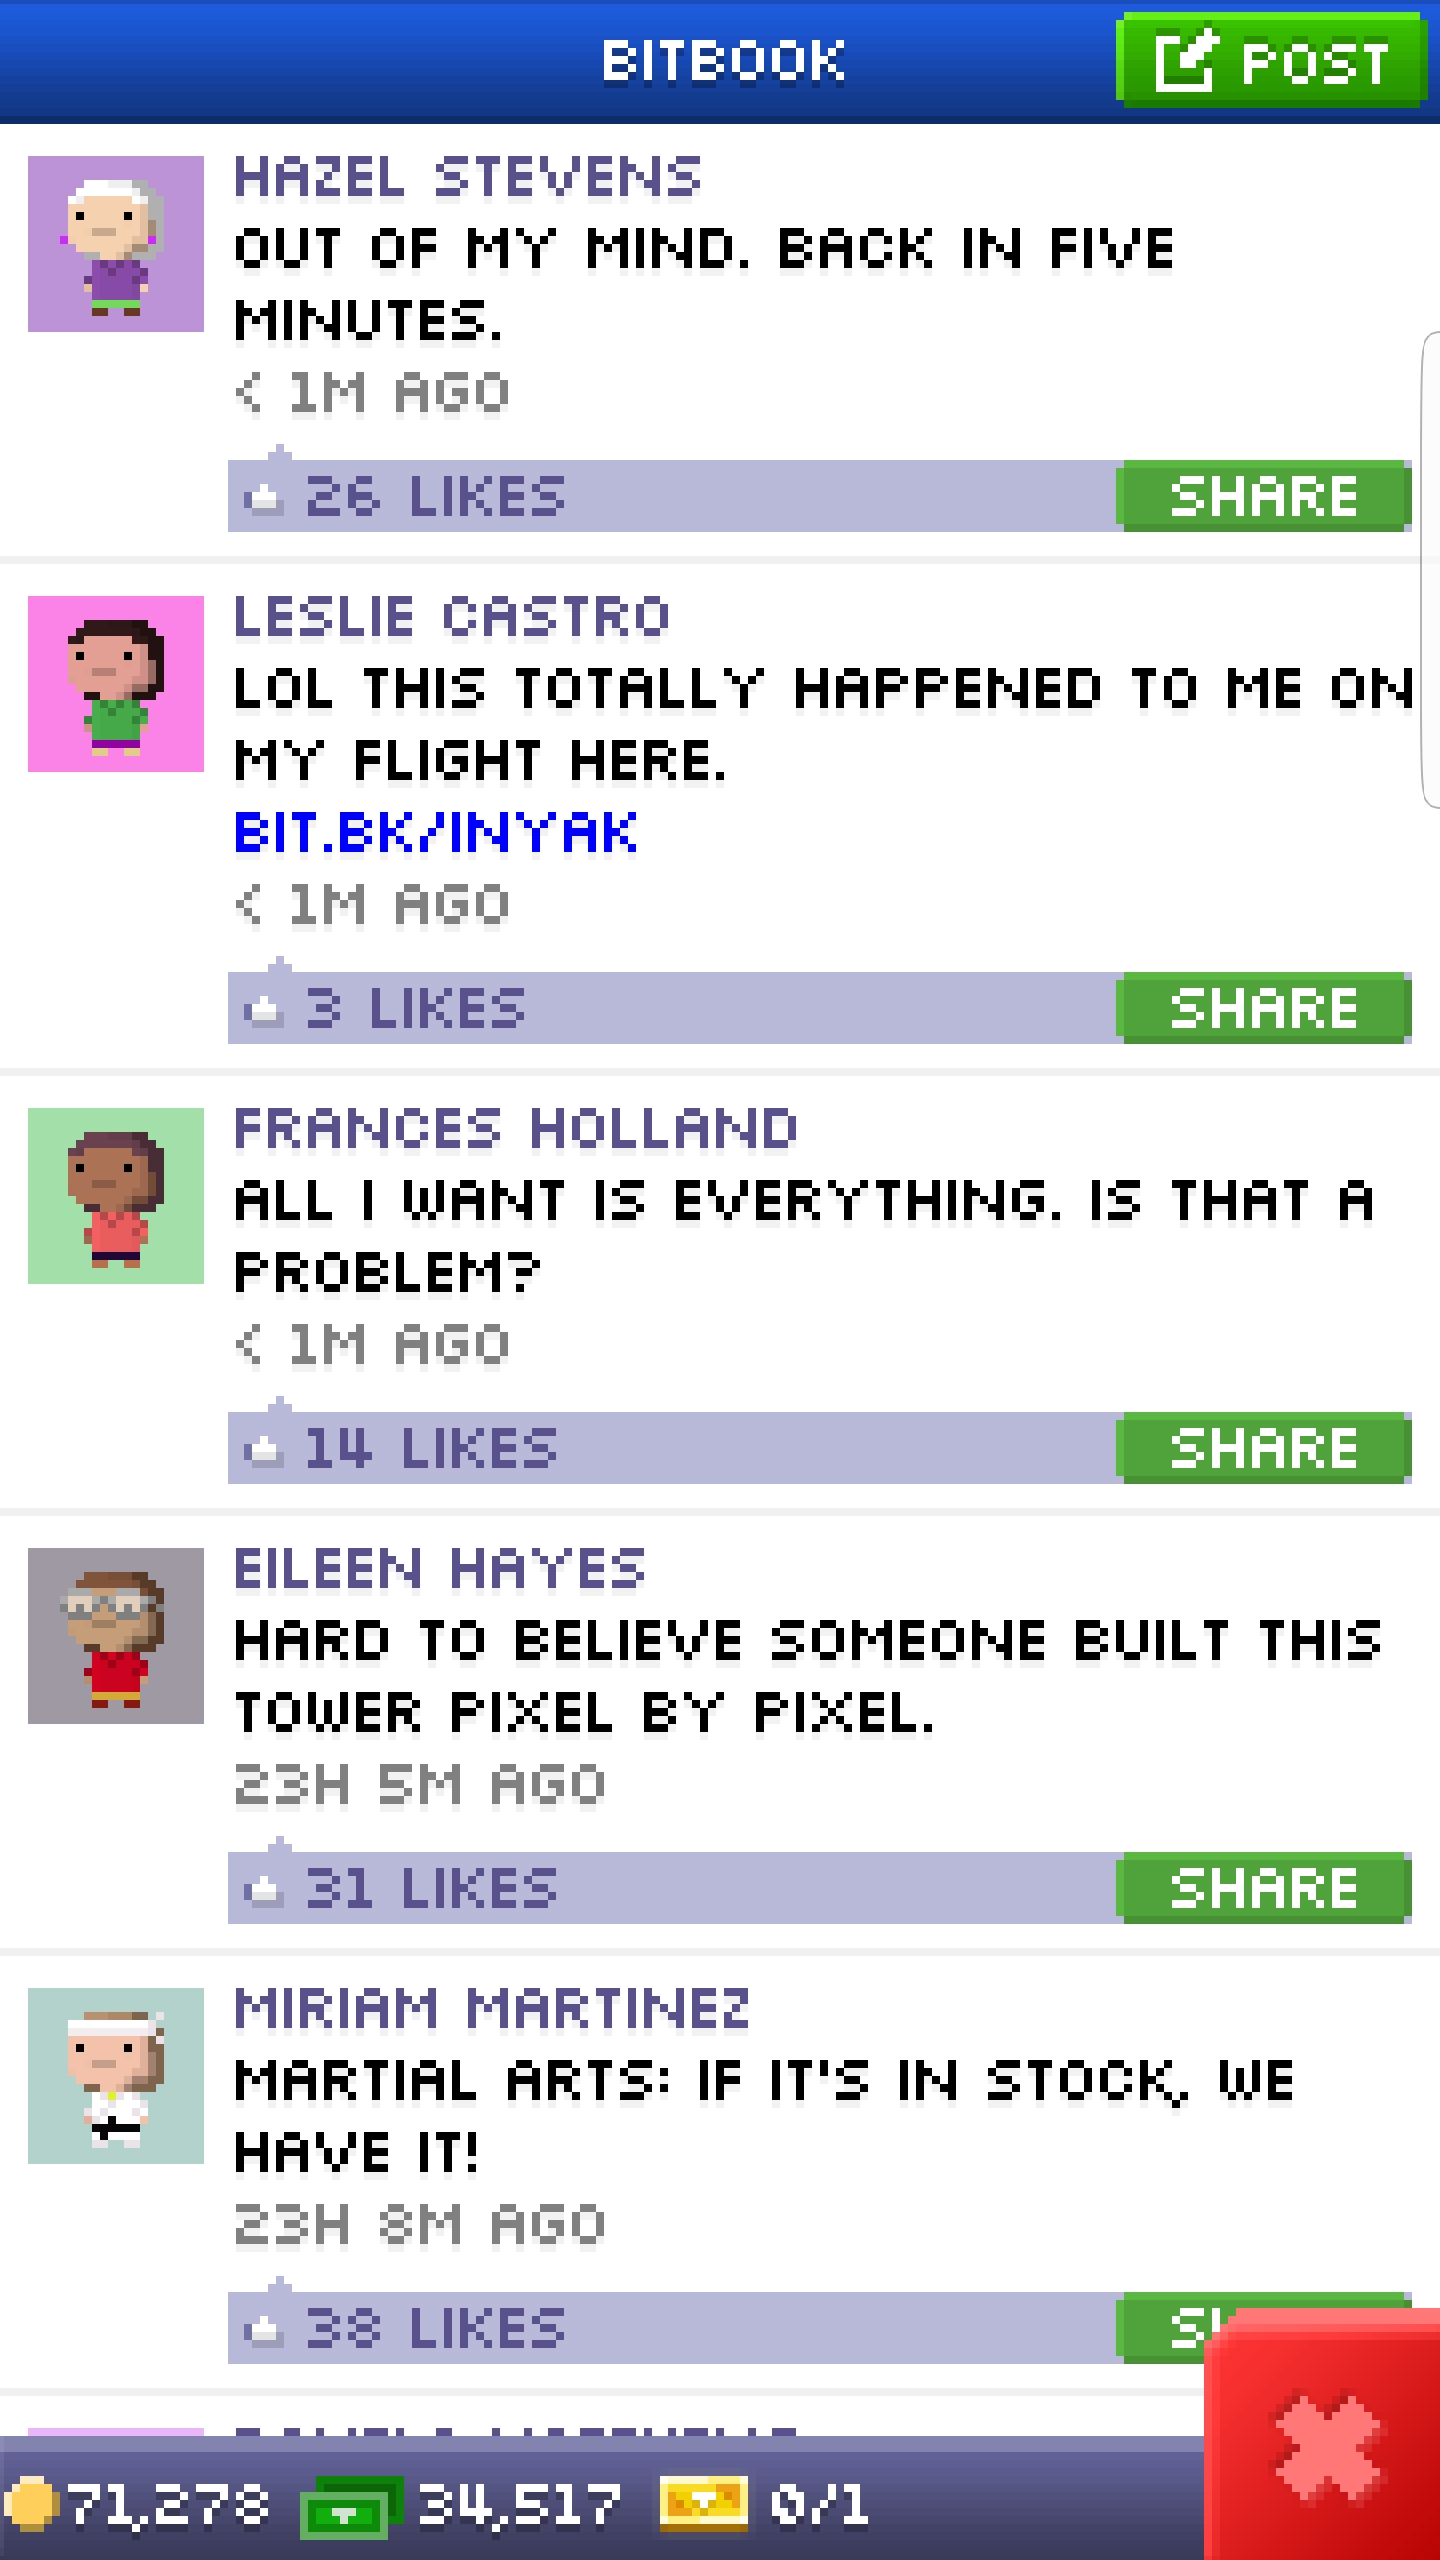 BITBOOK
POST
HAZEL STEVENS
OUT OF MY MIND. BACK IN FIVE
MINUTES.
< 1M AGO
26 LIKES
SHARE
LESLIE CASTRO
LOL THIS TOTALLY HAPPENED TO ME ON
MY FLIGHT HERE.
BIT.BK/INYAK
< 1M AGO
3 LIKES
SHARE
FRANCES HOLLAND
ALL I WANT IS EVERYTHING. IS THAT A
PROBLEM?
< 1M AGO
14 LIKES
SHARE
EILEEN HAYES
HARD TO BELIEVE SOMEONE BUILT THIS
TOWER PIXEL BY PIXEL.
23H 5M AGO
31 LIKES
SHARE
MIRIAM MARTINEZ
MARTIAL ARTS: IF IT'S IN STOCK, WE
HAVE IT!
23H 8M AGO
38 LIKES
71,278 34,517 0/1